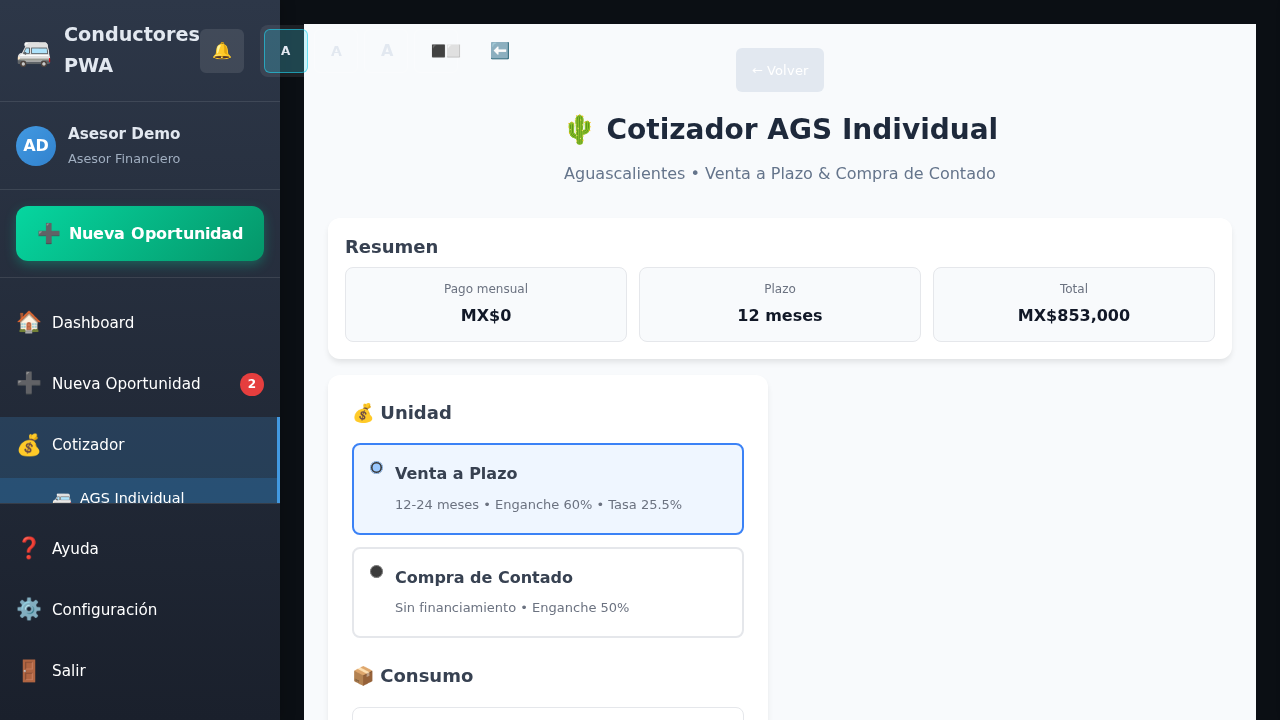 Conductores
PWA
A
A
A
← Volver
AD
Asesor Demo
Asesor Financiero
Nueva Oportunidad
Dashboard
Nueva Oportunidad
2
Cotizador
AGS Individual
Ayuda
Configuración
Salir
Cotizador AGS Individual
Aguascalientes • Venta a Plazo & Compra de Contado
Resumen
Pago mensual
MX$0
Plazo
12 meses
Total
MX$853,000
Unidad
Venta a Plazo
12-24 meses • Enganche 60% • Tasa 25.5%
Compra de Contado
Sin financiamiento • Enganche 50%
Consumo